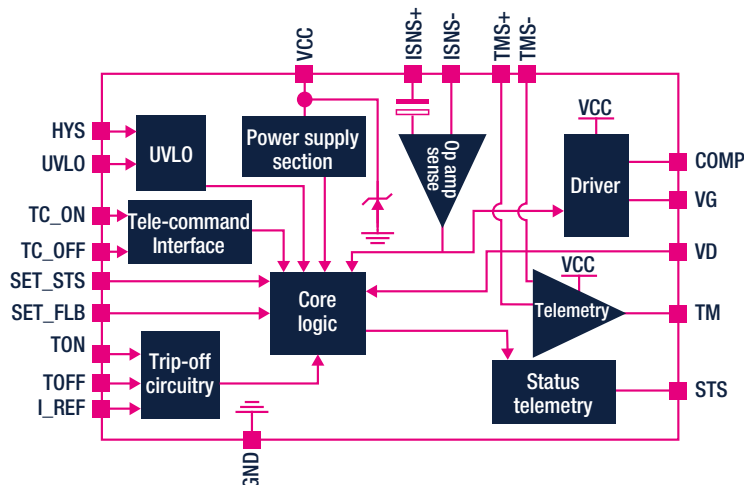 VCC
ISNS+
ISNS-
TMS+
TMS-
HYS
UVLO
TC_ON
TC_OFF
SET_STS
SET_FLB
TON
TOFF
I_REF
UVLO
Power supply
section
Op amp
sense
VCC
Driver
COMP
VG
VD
Tele-command
Interface
Core
logic
VCC
Telemetry
TM
Trip-off
circuitry
Status
telemetry
STS
GND